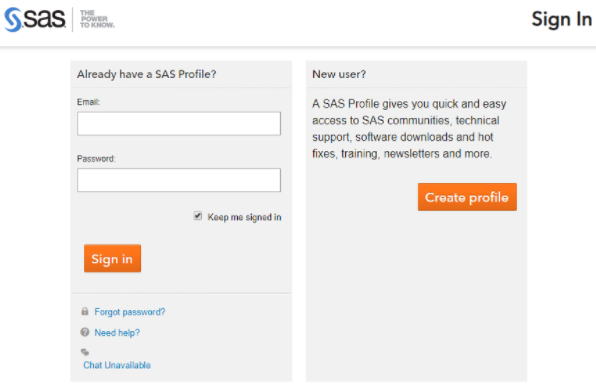 sas
THE
POWER
TO KNOW.
Sign In
Already have a SAS Profile?
Email:
Password:
Keep me signed in
Sign in
Forgot password?
Need help?
Chat Unavailable
New user?
A SAS Profile gives you quick and easy
access to SAS communities, technical
support, software downloads and hot
fixes, training, newsletters and more.
Create profile